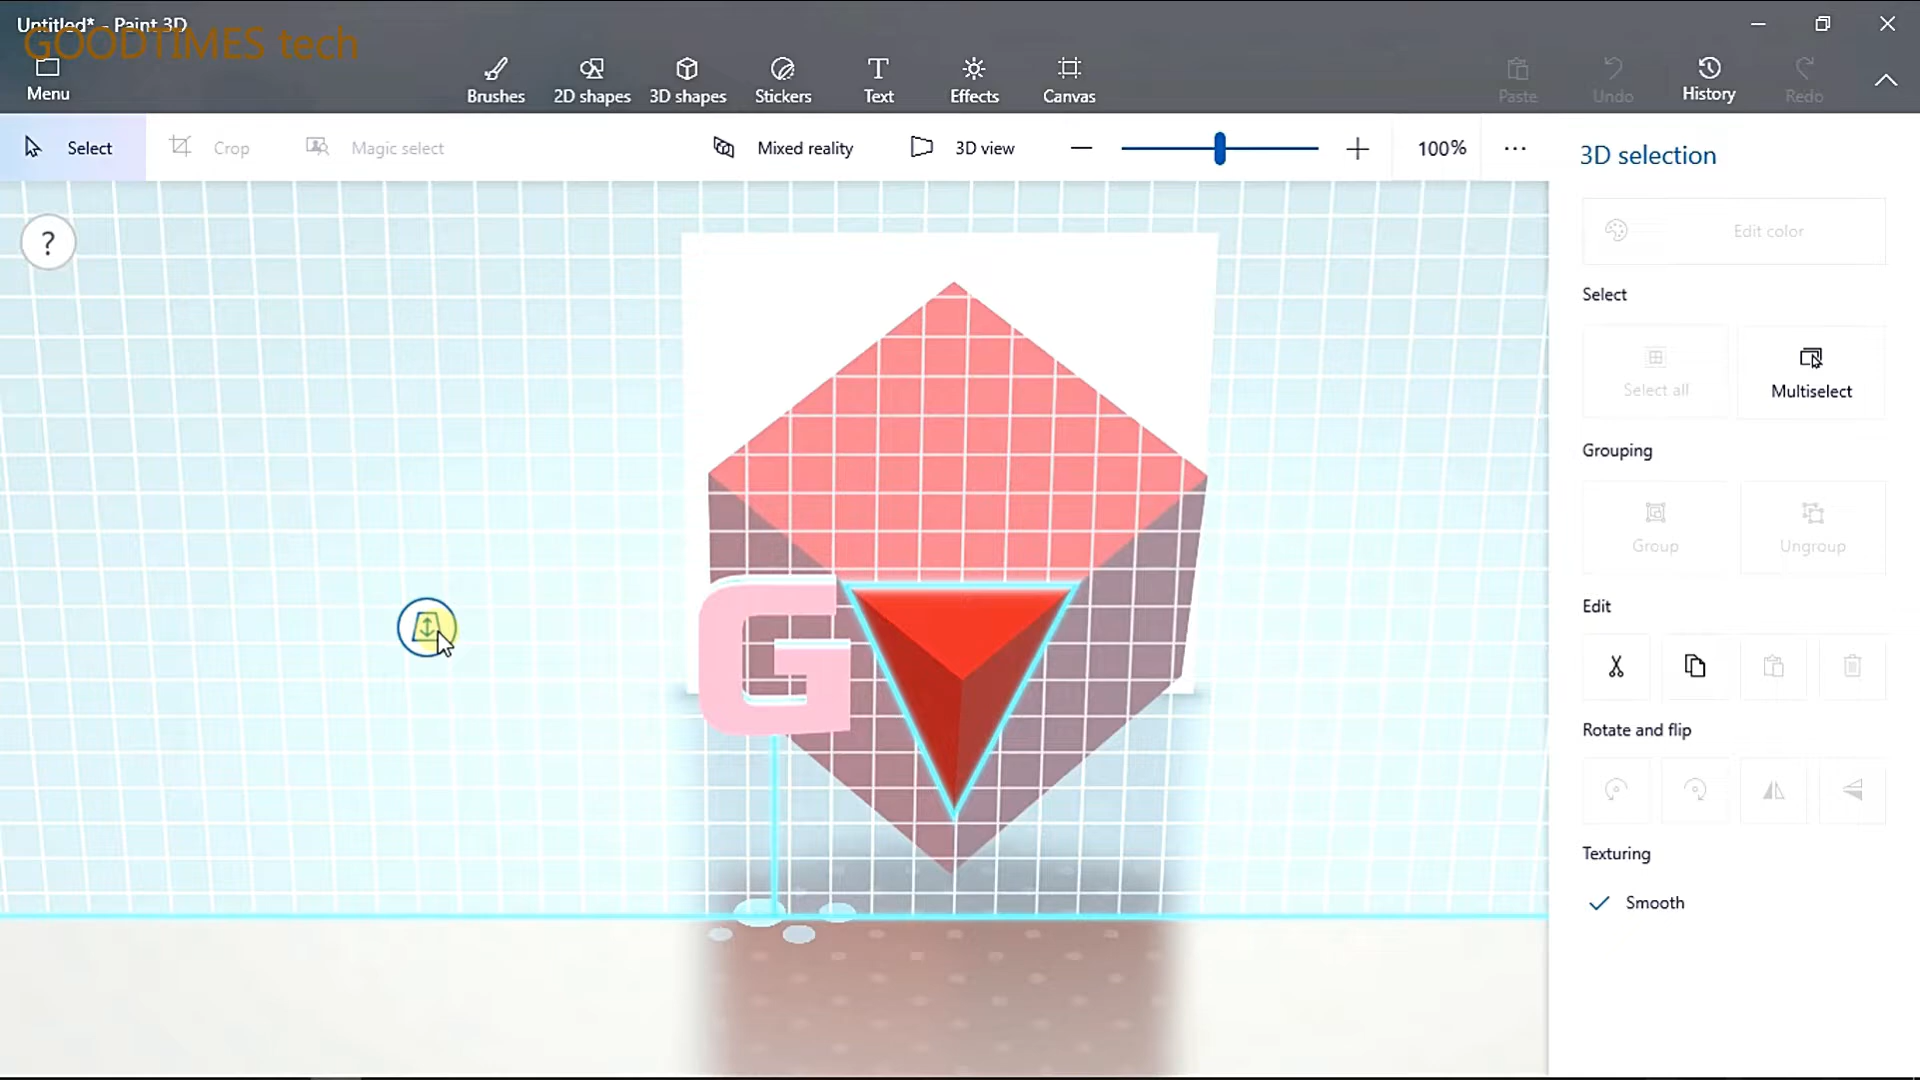 Untitled* - Paint 3D
GOODTIMES tech
Menu
Brushes
2D shapes
3D shapes
Stickers
Text
Effects
Canvas
Paste
Undo
History
Redo
Select
Crop
Magic select
Mixed reality
3D view
100%
3D selection
?
Edit color
Select
Select all
Multiselect
Grouping
Group
Ungroup
G
Edit
Rotate and flip
Texturing
Smooth